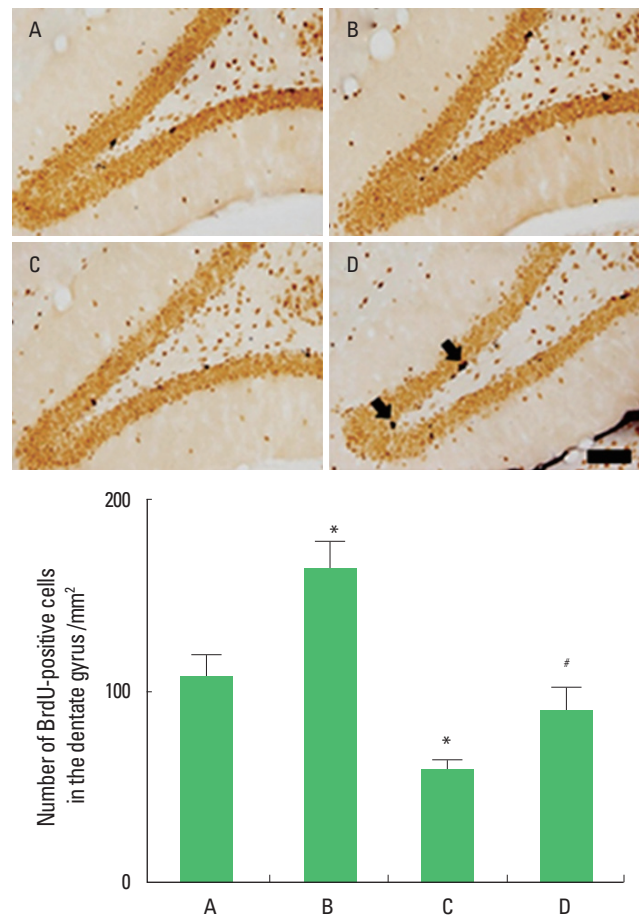 A
B
C
D
Number of BrdU-positive cells
in the dentate gyrus /mm²
200
100
0
*
*
#
A B C D